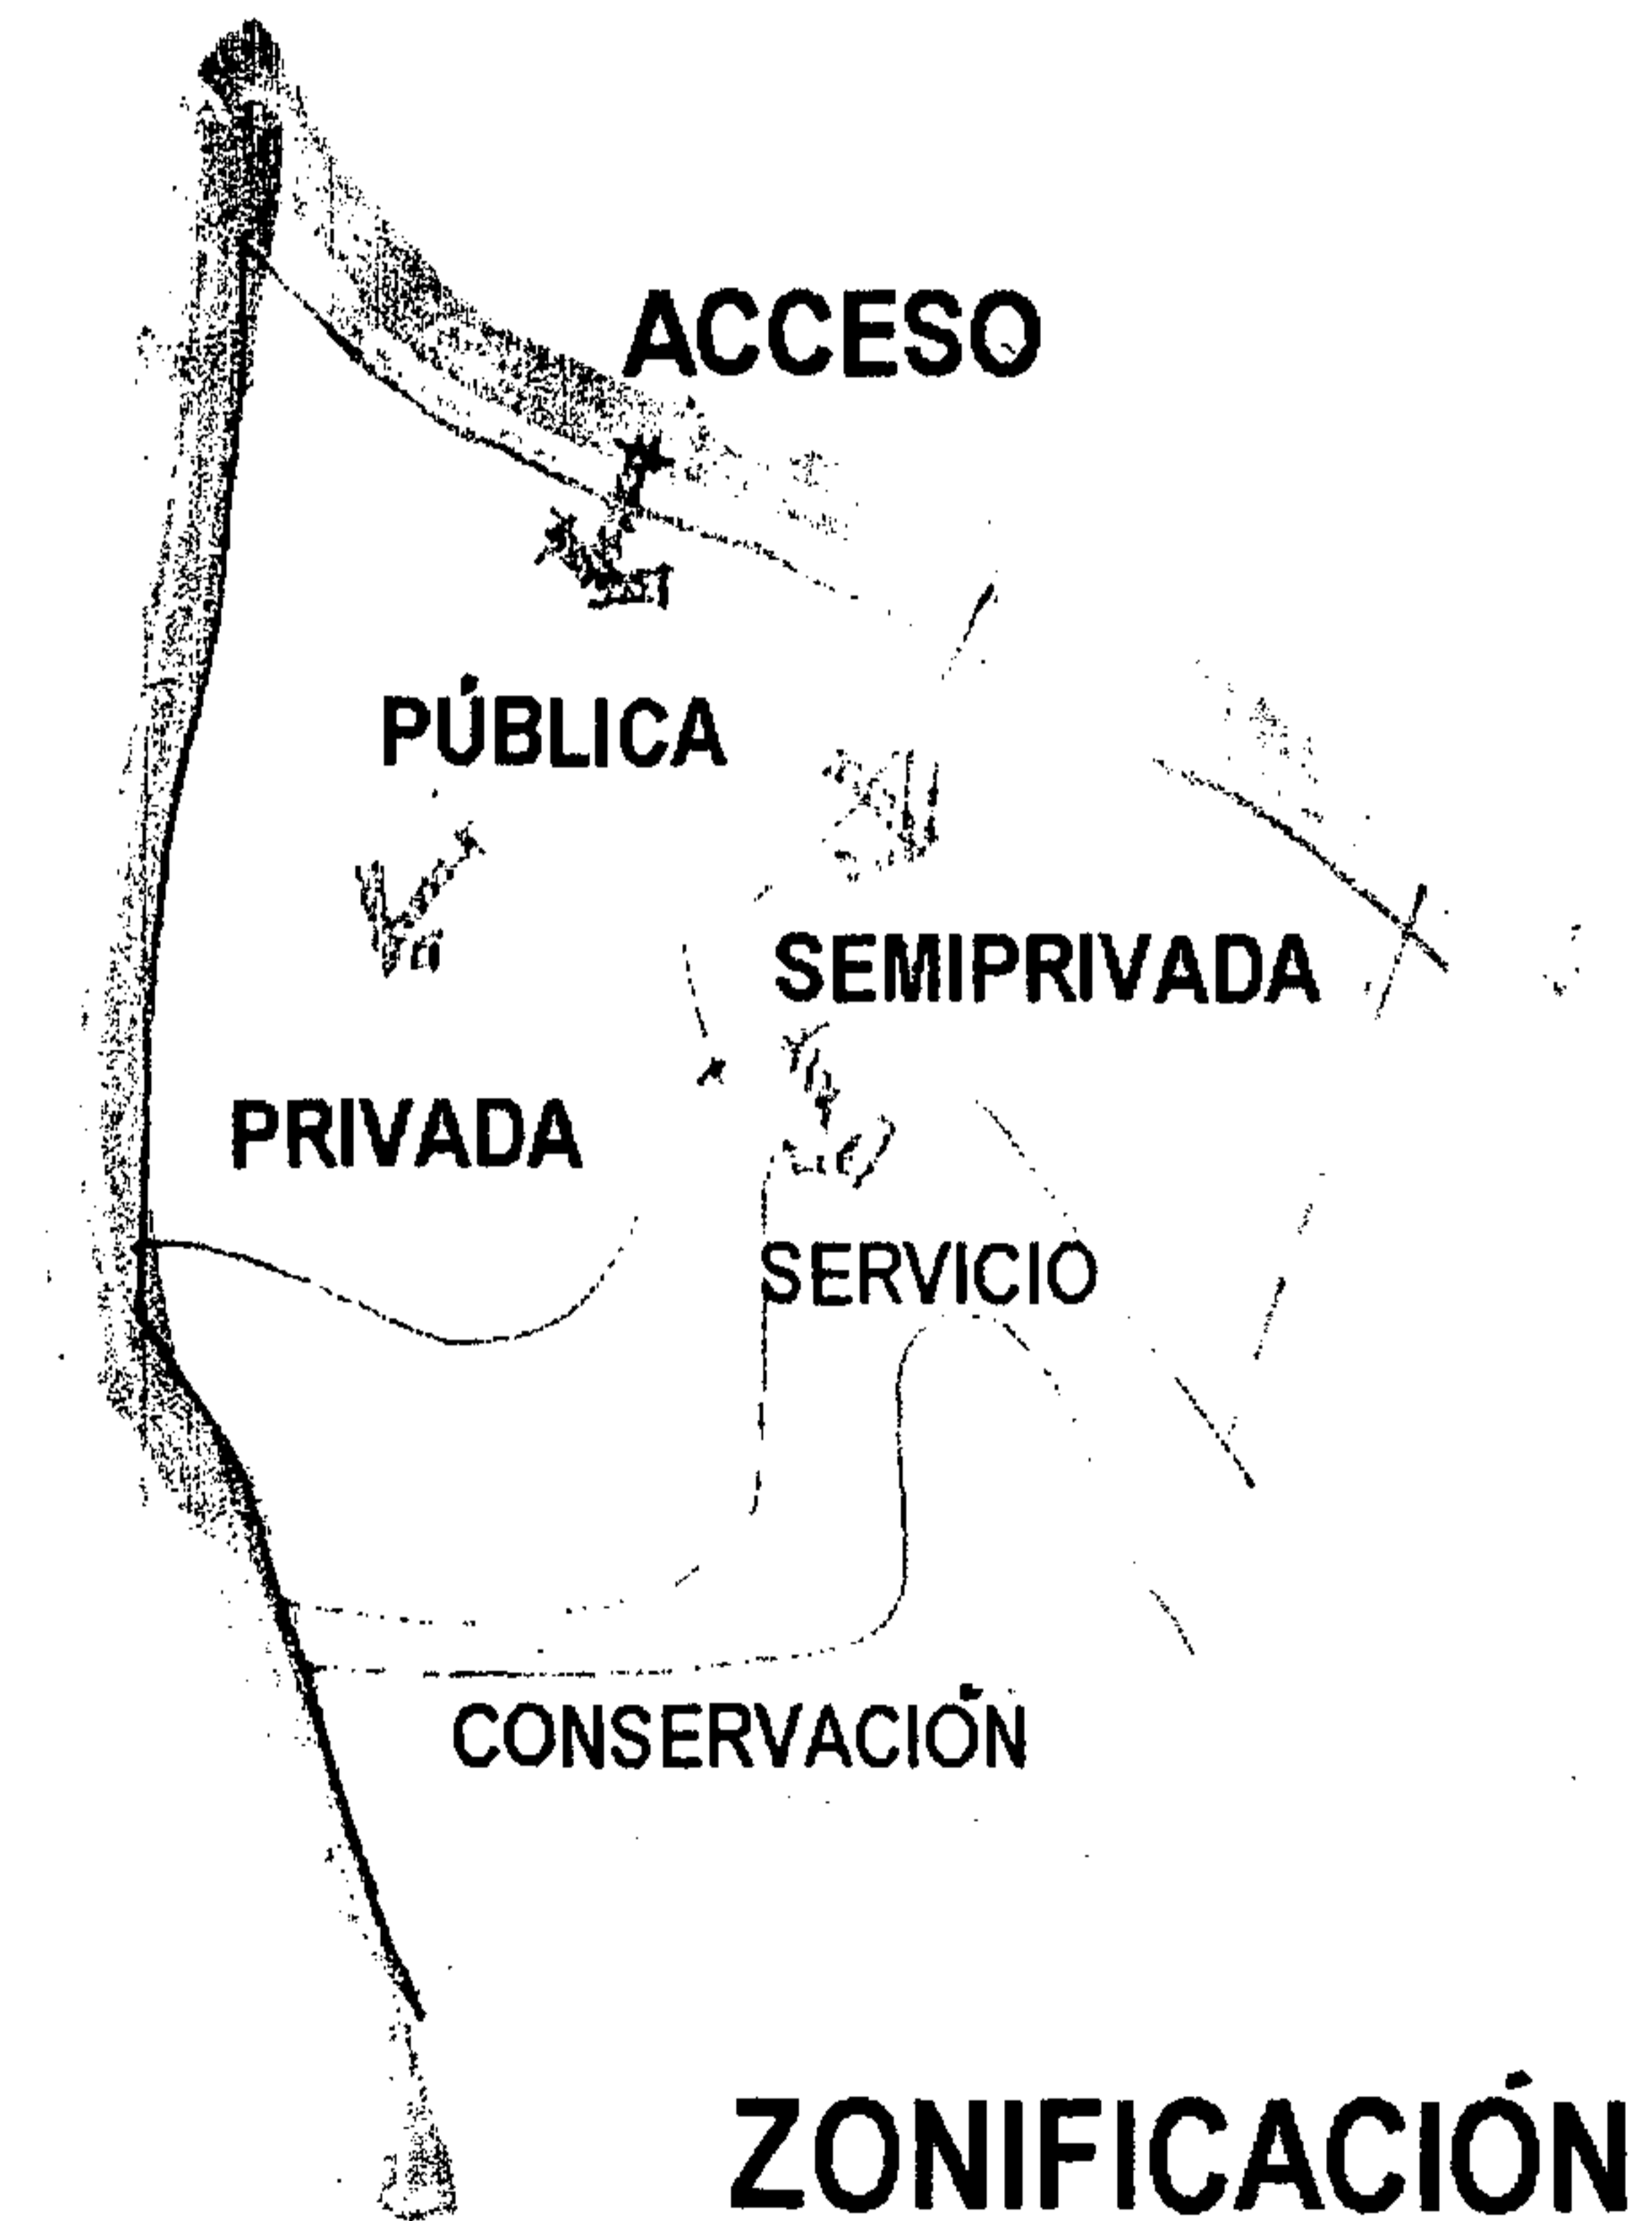 ACCESO
PÚBLICA
SEMIPRIVADA
PRIVADA
SERVICIO
CONSERVACIÓN
ZONIFICACIÓN